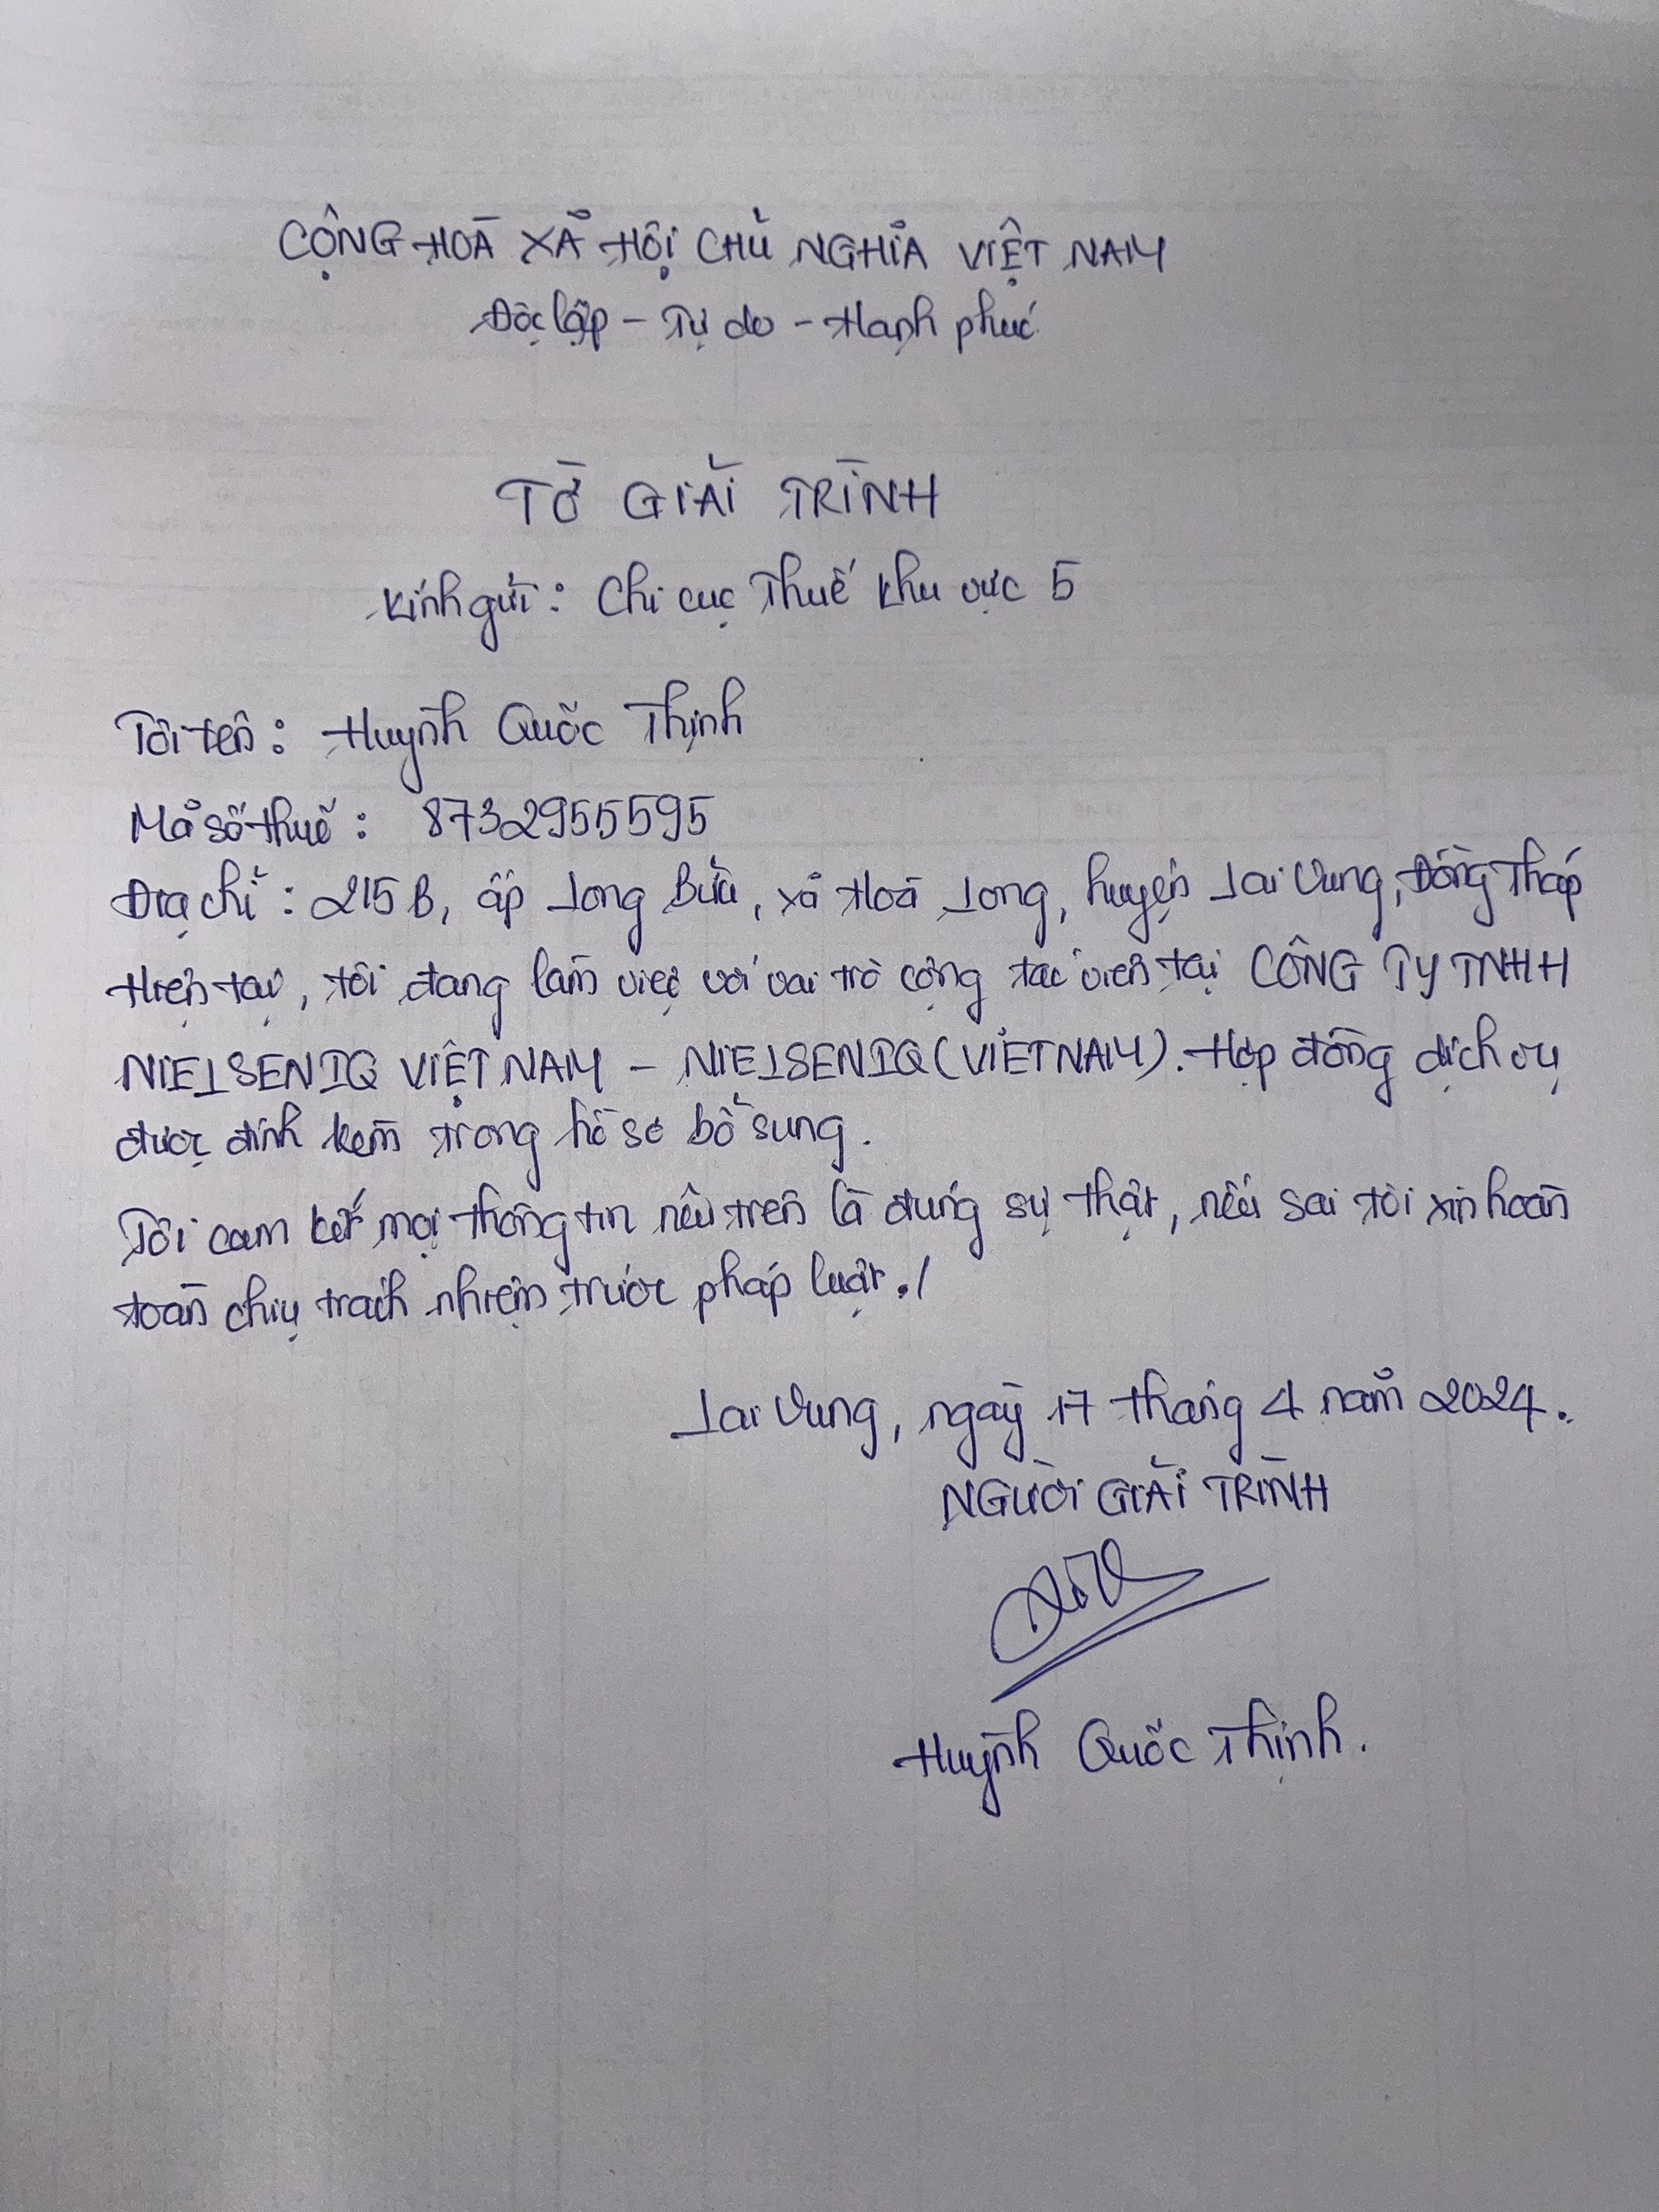 CỘNG HOÀ XÃ HỘI CHỦ NGHĨA VIỆT NAM
Độc lập - Tự do - Hạnh phúc
TỜ GIẢI TRÌNH
Kính gửi: Chi cục Thuế khu vực 5
Tôi tên: Huỳnh Quốc Thịnh
Mã số thuế: 8732955595
Địa chỉ: 215B, ấp Long Bửu, xã Hoà Long, huyện Lai Vung, Đồng Tháp
Hiện tại, tôi đang làm việc với vai trò cộng tác viên tại CÔNG TY TNHH
NIELSENIQ VIỆT NAM - NIELSENIQ (VIETNAM). Hợp đồng dịch vụ
được đính kèm trong hồ sơ bổ sung.
Tôi cam kết mọi thông tin nêu trên là đúng sự thật, nếu sai tôi xin hoàn
toàn chịu trách nhiệm trước pháp luật./
Lai Vung, ngày 17 tháng 4 năm 2024.
NGƯỜI GIẢI TRÌNH
Huỳnh Quốc Thịnh.